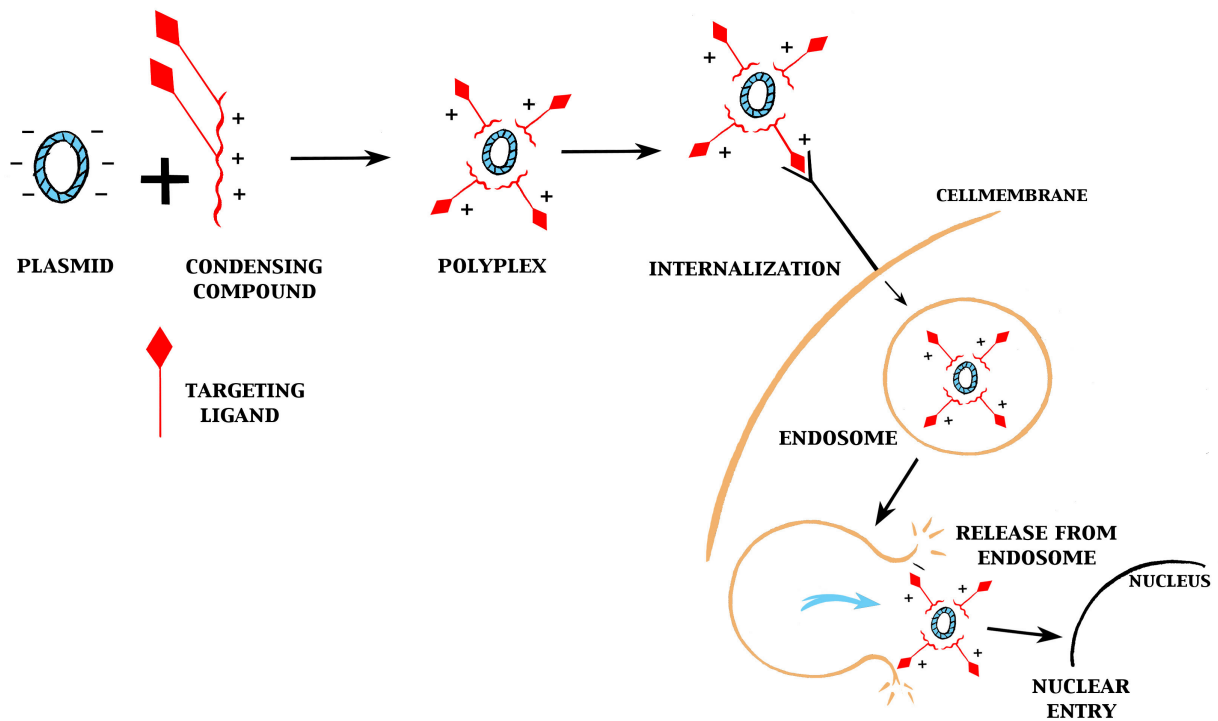 PLASMID
CONDENSING
COMPOUND
TARGETING
LIGAND
POLYPLEX
INTERNALIZATION
CELLMEMBRANE
ENDOSOME
RELEASE FROM
ENDOSOME
NUCLEUS
NUCLEAR
ENTRY